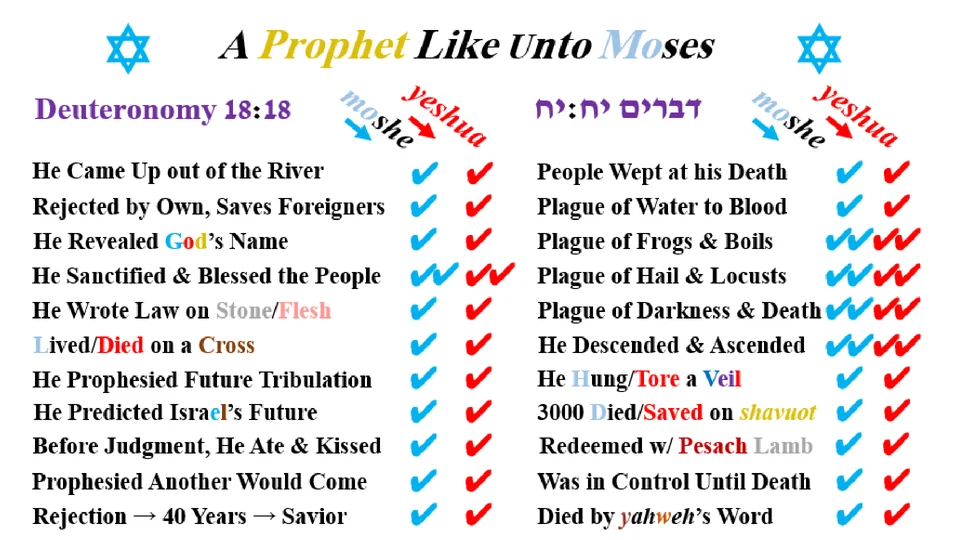 A Prophet Like Unto Moses
Deuteronomy 18:18
moshe
yeshua
He Came Up out of the River ✔ ✔
Rejected by Own, Saves Foreigners ✔ ✔
He Revealed God's Name ✔ ✔
He Sanctified & Blessed the People ✔✔ ✔✔
He Wrote Law on Stone/Flesh ✔ ✔
Lived/Died on a Cross ✔ ✔
He Prophesied Future Tribulation ✔ ✔
He Predicted Israel's Future ✔ ✔
Before Judgment, He Ate & Kissed ✔ ✔
Prophesied Another Would Come ✔ ✔
Rejection → 40 Years → Savior ✔ ✔
דברים יח:יח
moshe
yeshua
People Wept at his Death ✔ ✔
Plague of Water to Blood ✔ ✔
Plague of Frogs & Boils ✔✔ ✔✔
Plague of Hail & Locusts ✔✔ ✔✔
Plague of Darkness & Death ✔✔ ✔✔
He Descended & Ascended ✔✔ ✔✔
He Hung/Tore a Veil ✔ ✔
3000 Died/Saved on shavuot ✔ ✔
Redeemed w/ Pesach Lamb ✔ ✔
Was in Control Until Death ✔ ✔
Died by yahweh's Word ✔ ✔